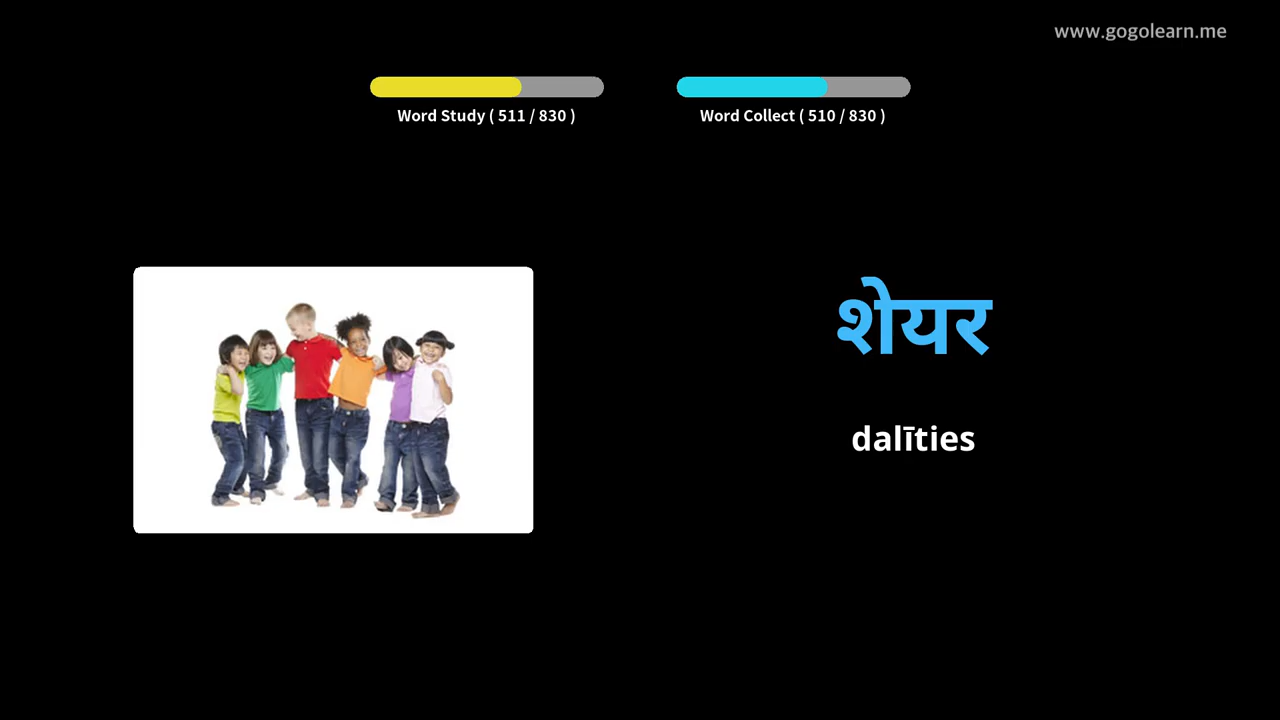 www.gogolearn.me
Word Study ( 511 / 830 )
Word Collect ( 510 / 830 )
शेयर
dalīties